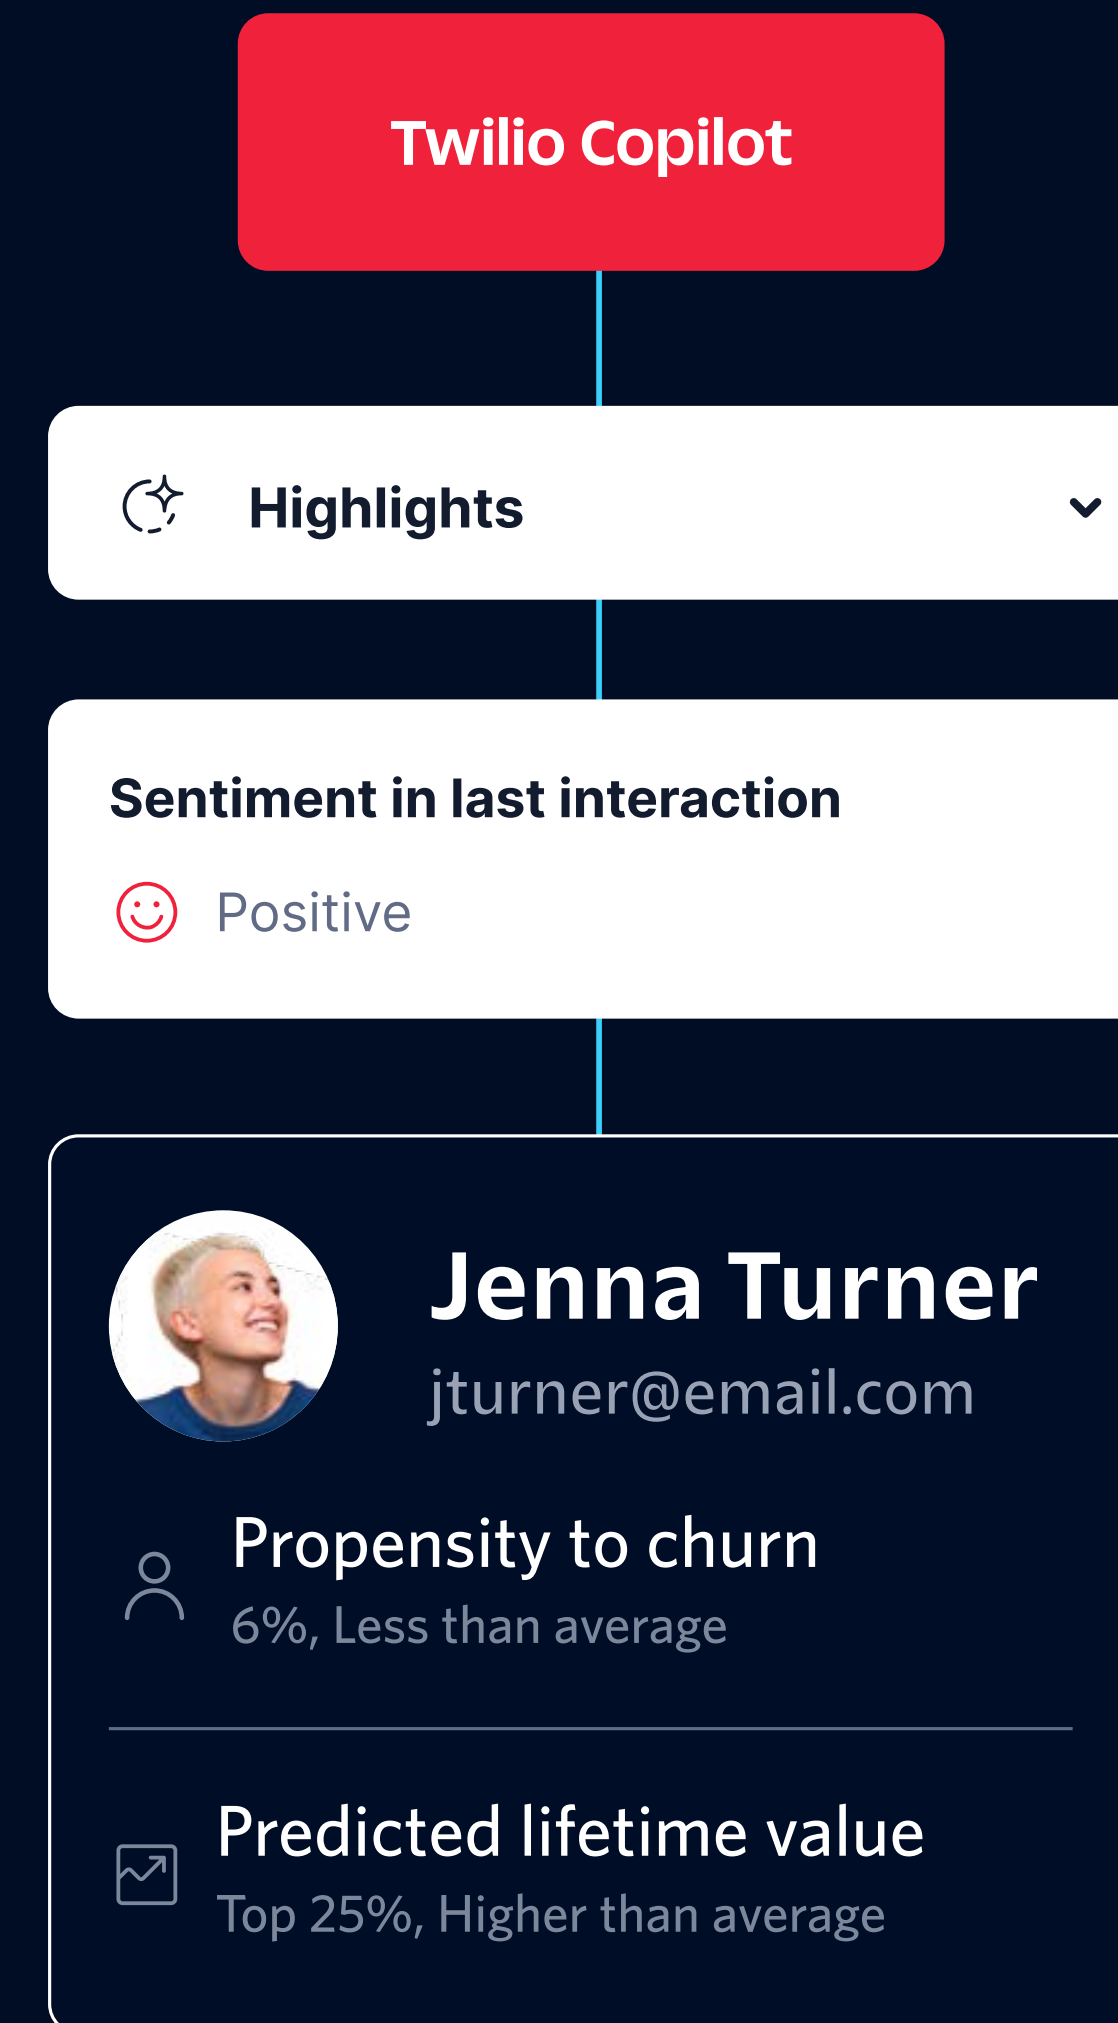 Twilio Copilot
Highlights
Sentiment in last interaction
Positive
Jenna Turner
jturner@email.com
Propensity to churn
6%, Less than average
Predicted lifetime value
Top 25%, Higher than average